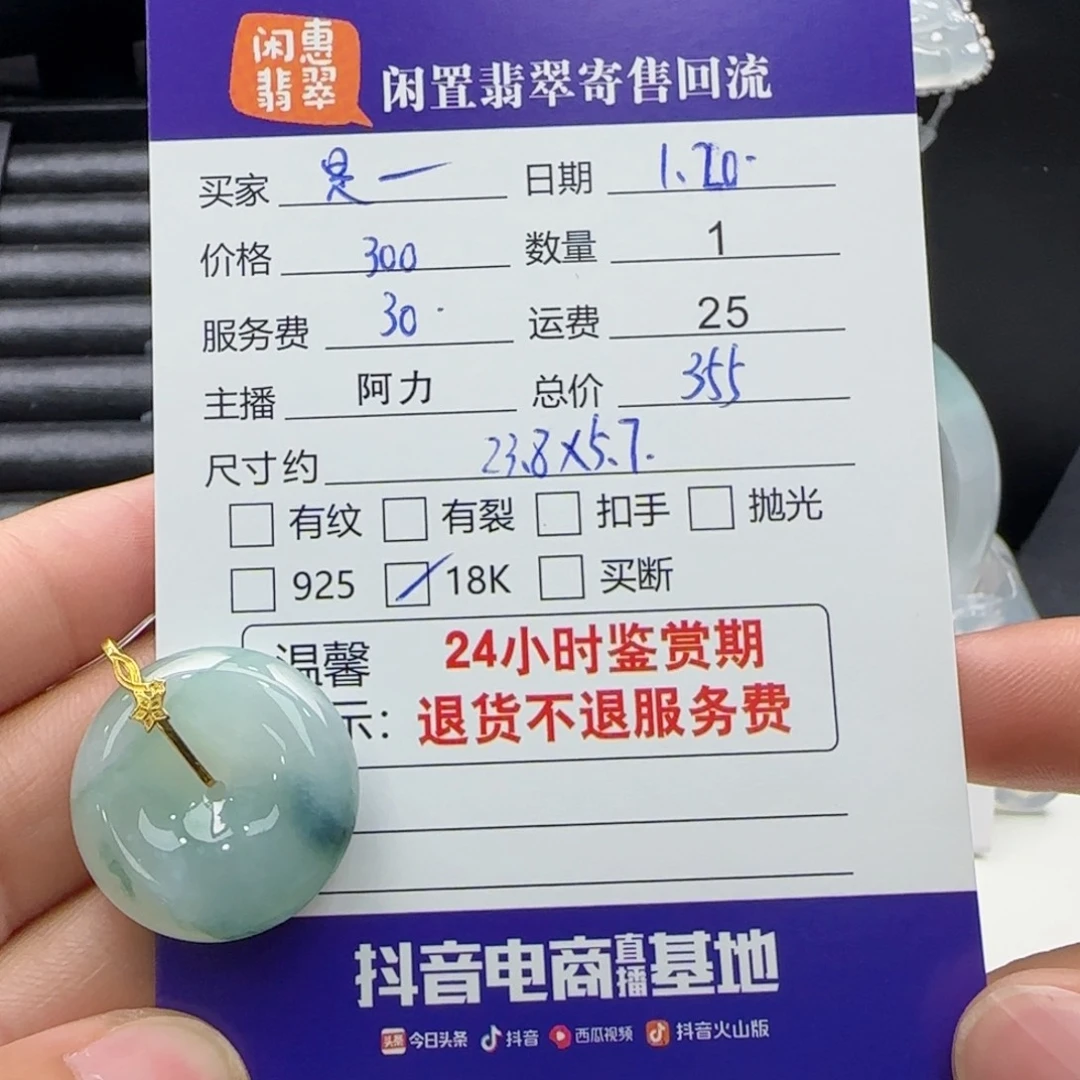 闲惠
翡翠
闲置翡翠寄售回流
买家 是一 日期 1.20.
价格 300 数量 1
服务费 30. 运费 25
主播 阿力 总价 355
尺寸约 23.8×5.7.
有纹 有裂 扣手 抛光
925 18K 买断
温馨 24小时鉴赏期
示: 退货不退服务费
抖音电商直播基地
头条 今日头条 抖音 西瓜视频 抖音火山版